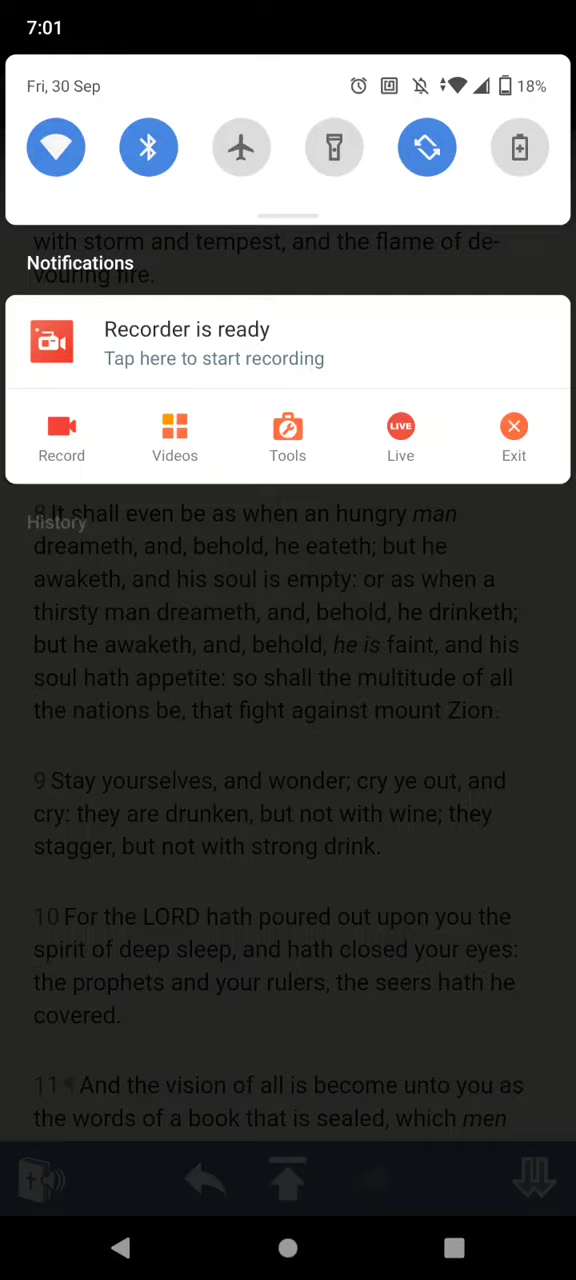 7:01
Fri, 30 Sep
18%
with storm and tempest, and the flame of de-
vouring fire.
Notifications
Recorder is ready
Tap here to start recording
Record
Videos
Tools
LIVE
Live
Exit
History
8 It shall even be as when an hungry man
dreameth, and, behold, he eateth; but he
awaketh, and his soul is empty: or as when a
thirsty man dreameth, and, behold, he drinketh;
but he awaketh, and, behold, he is faint, and his
soul hath appetite: so shall the multitude of all
the nations be, that fight against mount Zion.
9 Stay yourselves, and wonder; cry ye out, and
cry: they are drunken, but not with wine; they
stagger, but not with strong drink.
10 For the LORD hath poured out upon you the
spirit of deep sleep, and hath closed your eyes:
the prophets and your rulers, the seers hath he
covered.
11 ¶ And the vision of all is become unto you as
the words of a book that is sealed, which men